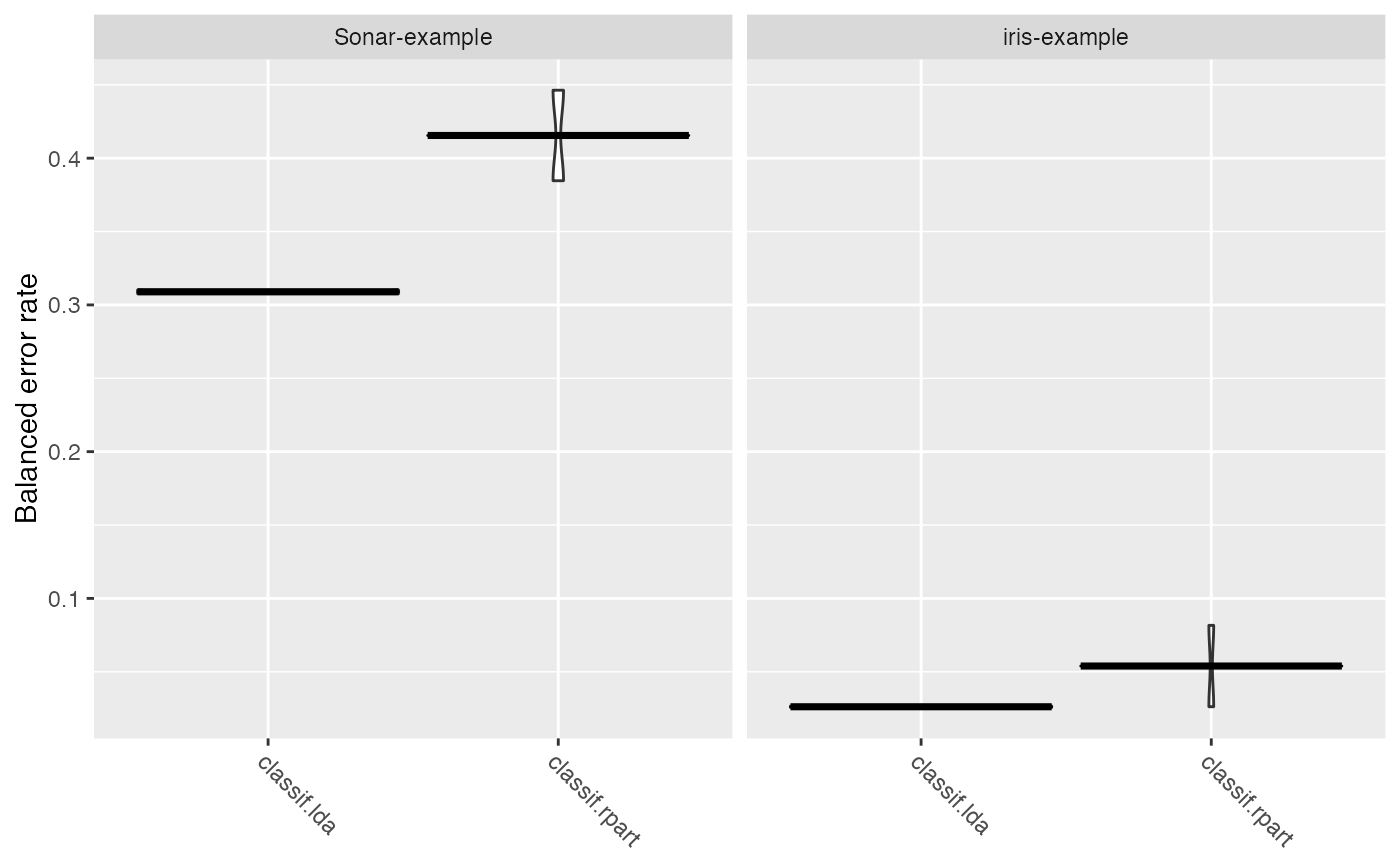 Sonar-example
iris-example
Balanced error rate
0.4
0.3
0.2
0.1
classif.lda
classif.rpart
classif.lda
classif.rpart